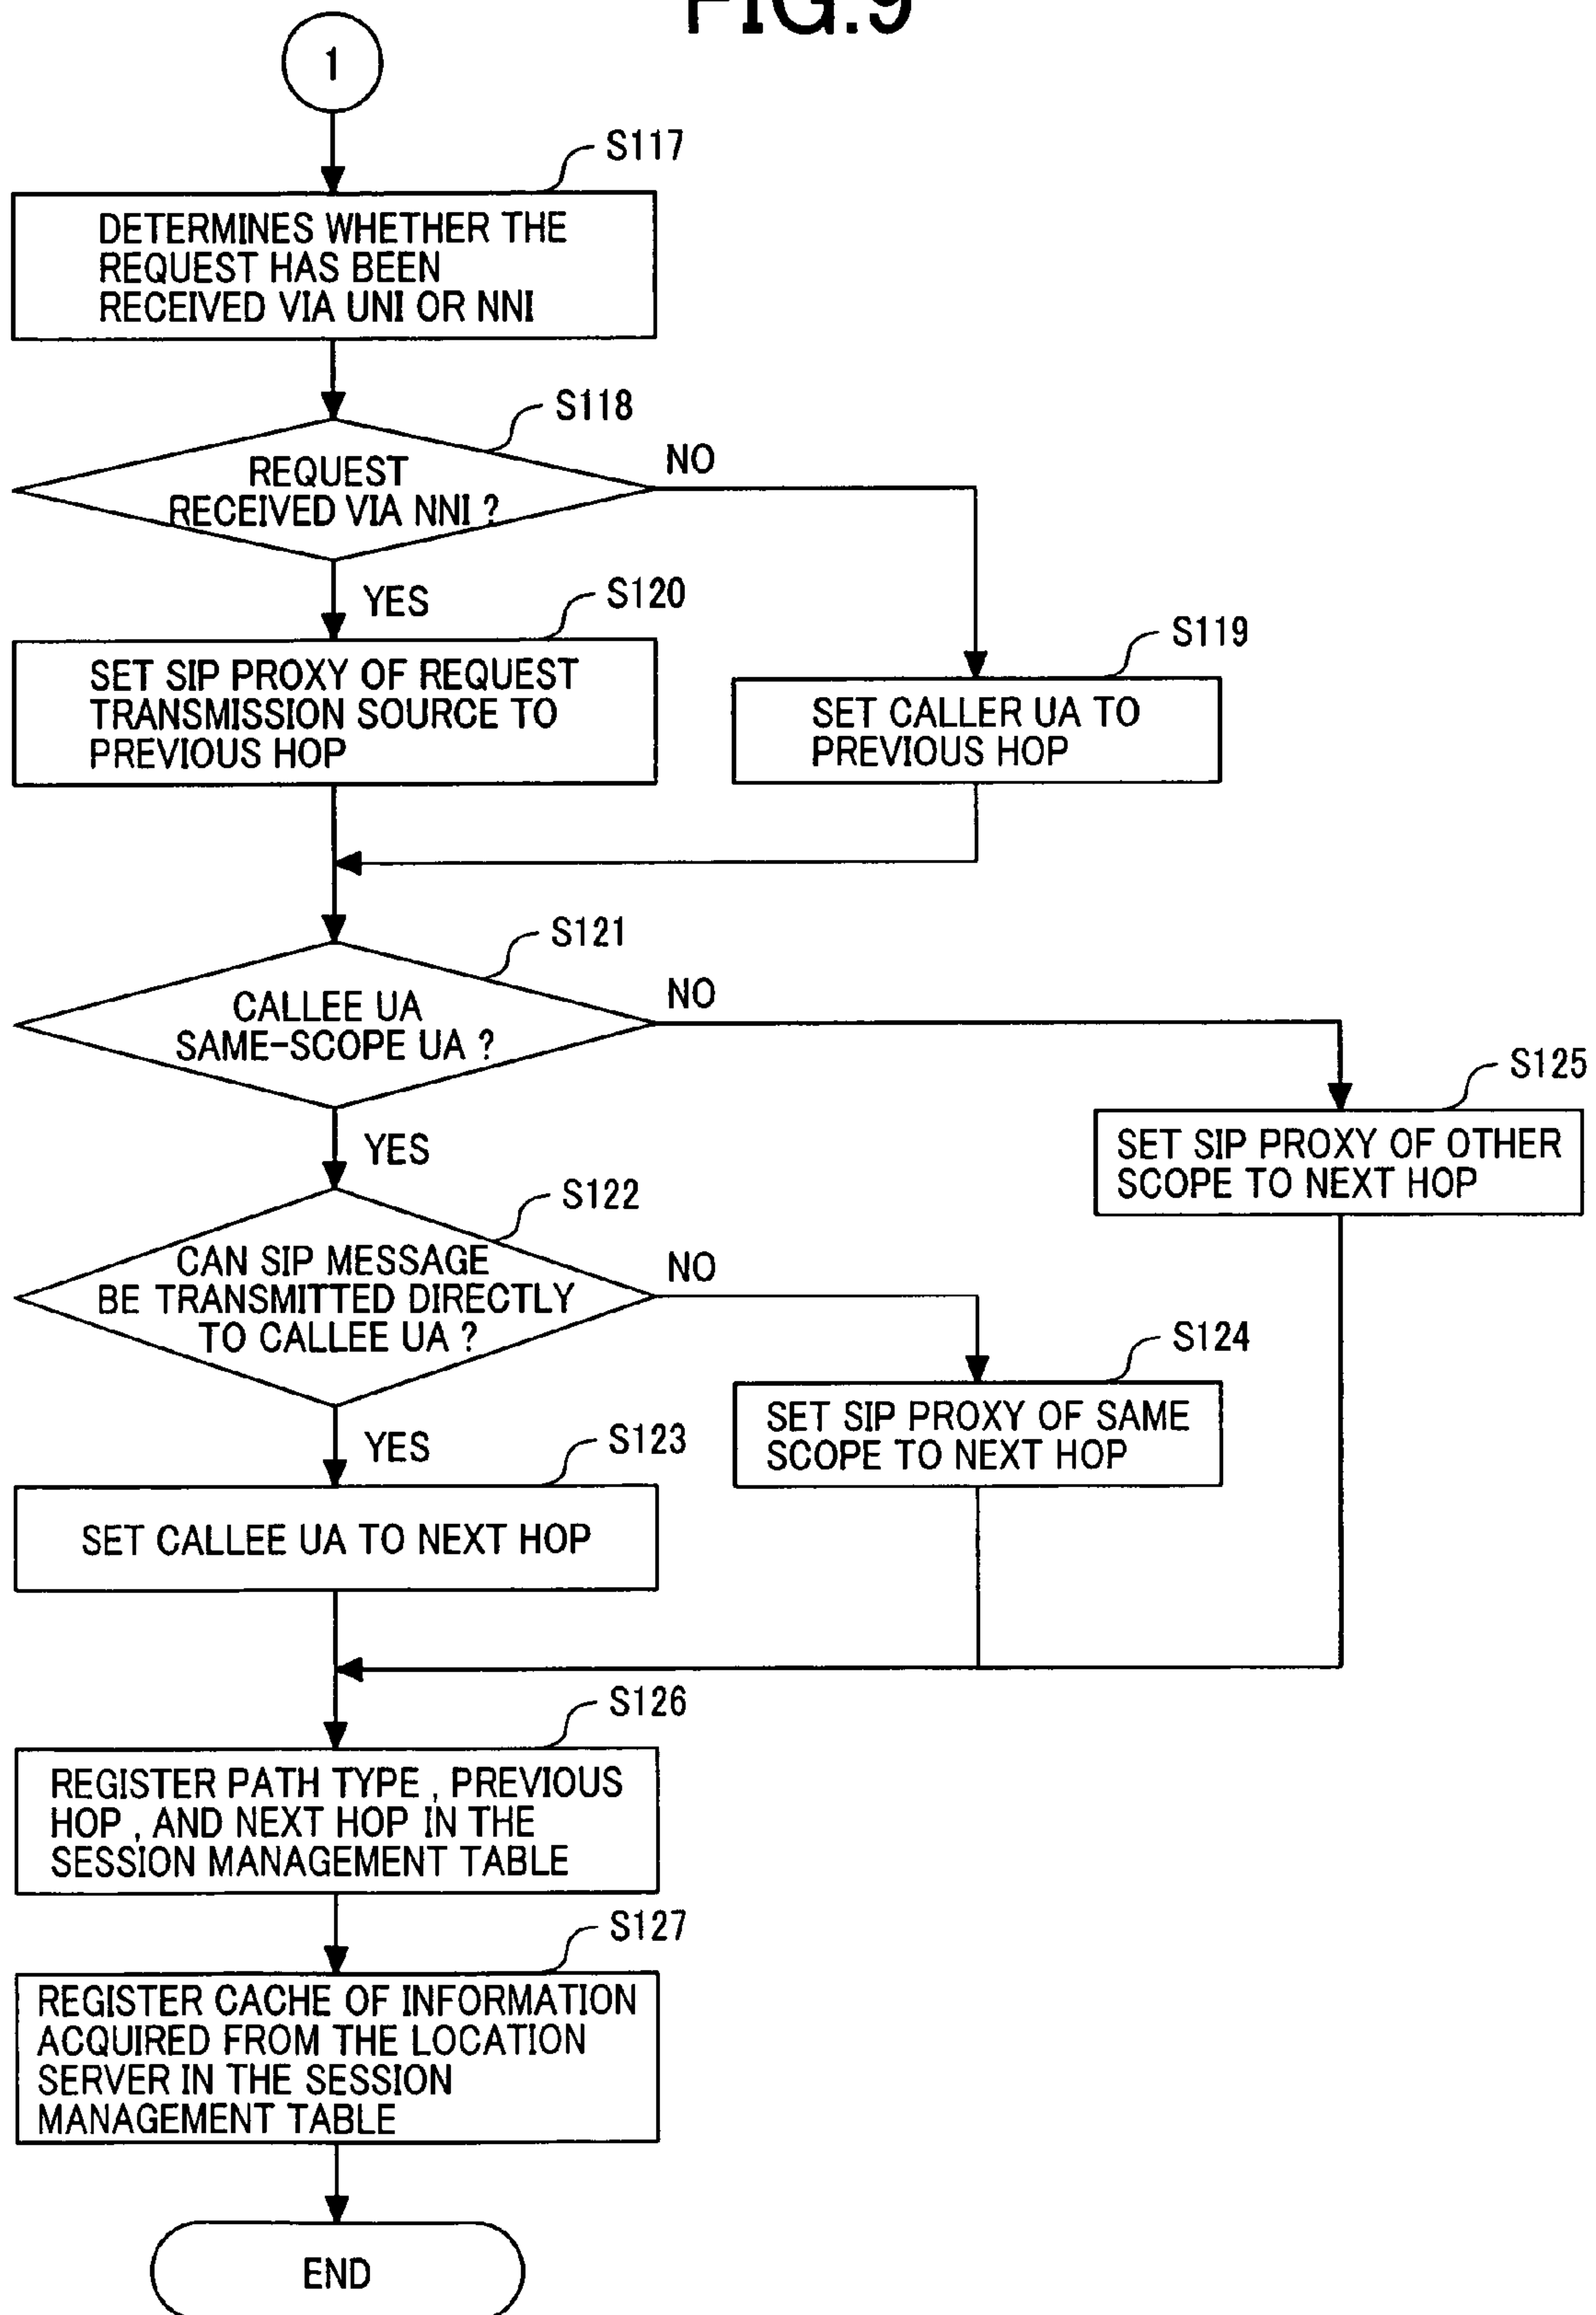 FIG.9
1
S117
DETERMINES WHETHER THE
REQUEST HAS BEEN
RECEIVED VIA UNI OR NNI
S118
REQUEST
RECEIVED VIA NNI ?
NO
YES
S120
SET SIP PROXY OF REQUEST
TRANSMISSION SOURCE TO
PREVIOUS HOP
S119
SET CALLER UA TO
PREVIOUS HOP
S121
CALLEE UA
SAME-SCOPE UA ?
NO
YES
S125
SET SIP PROXY OF OTHER
SCOPE TO NEXT HOP
S122
CAN SIP MESSAGE
BE TRANSMITTED DIRECTLY
TO CALLEE UA ?
NO
YES
S124
SET SIP PROXY OF SAME
SCOPE TO NEXT HOP
S123
SET CALLEE UA TO NEXT HOP
S126
REGISTER PATH TYPE , PREVIOUS
HOP , AND NEXT HOP IN THE
SESSION MANAGEMENT TABLE
S127
REGISTER CACHE OF INFORMATION
ACQUIRED FROM THE LOCATION
SERVER IN THE SESSION
MANAGEMENT TABLE
END